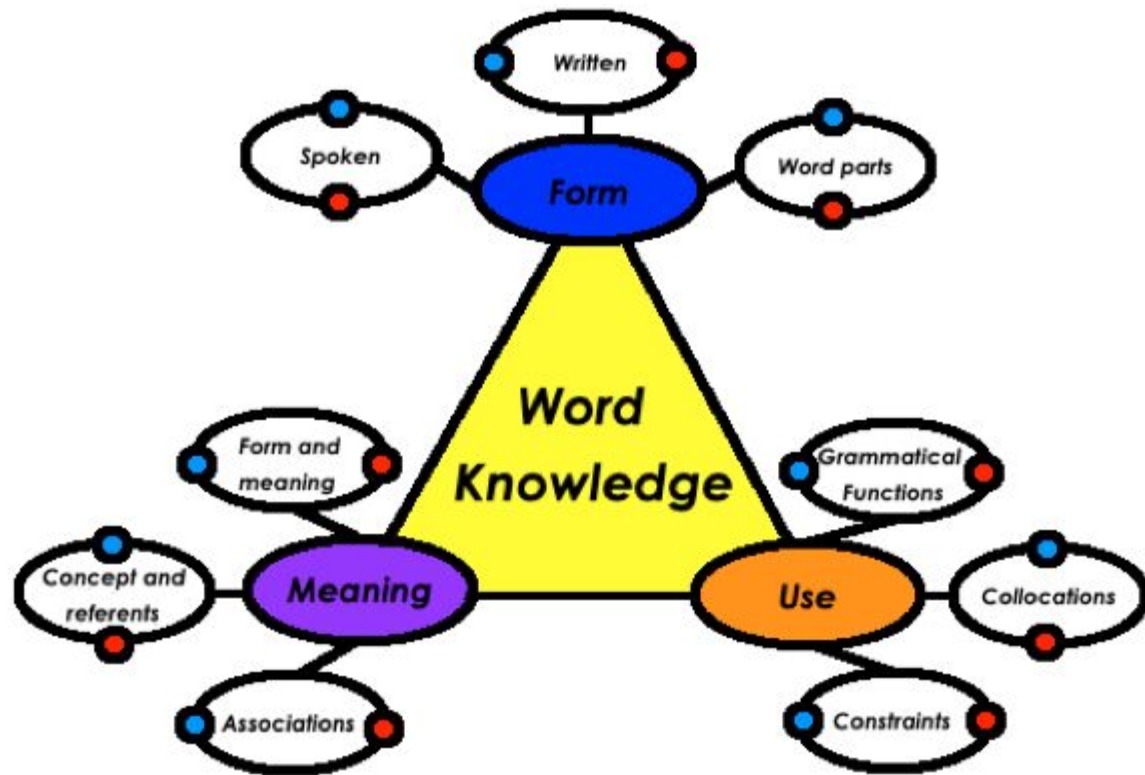 Written
Spoken
Word parts
Form
Word
Knowledge
Form and
meaning
Grammatical
Functions
Concept and
referents
Meaning
Use
Collocations
Associations
Constraints